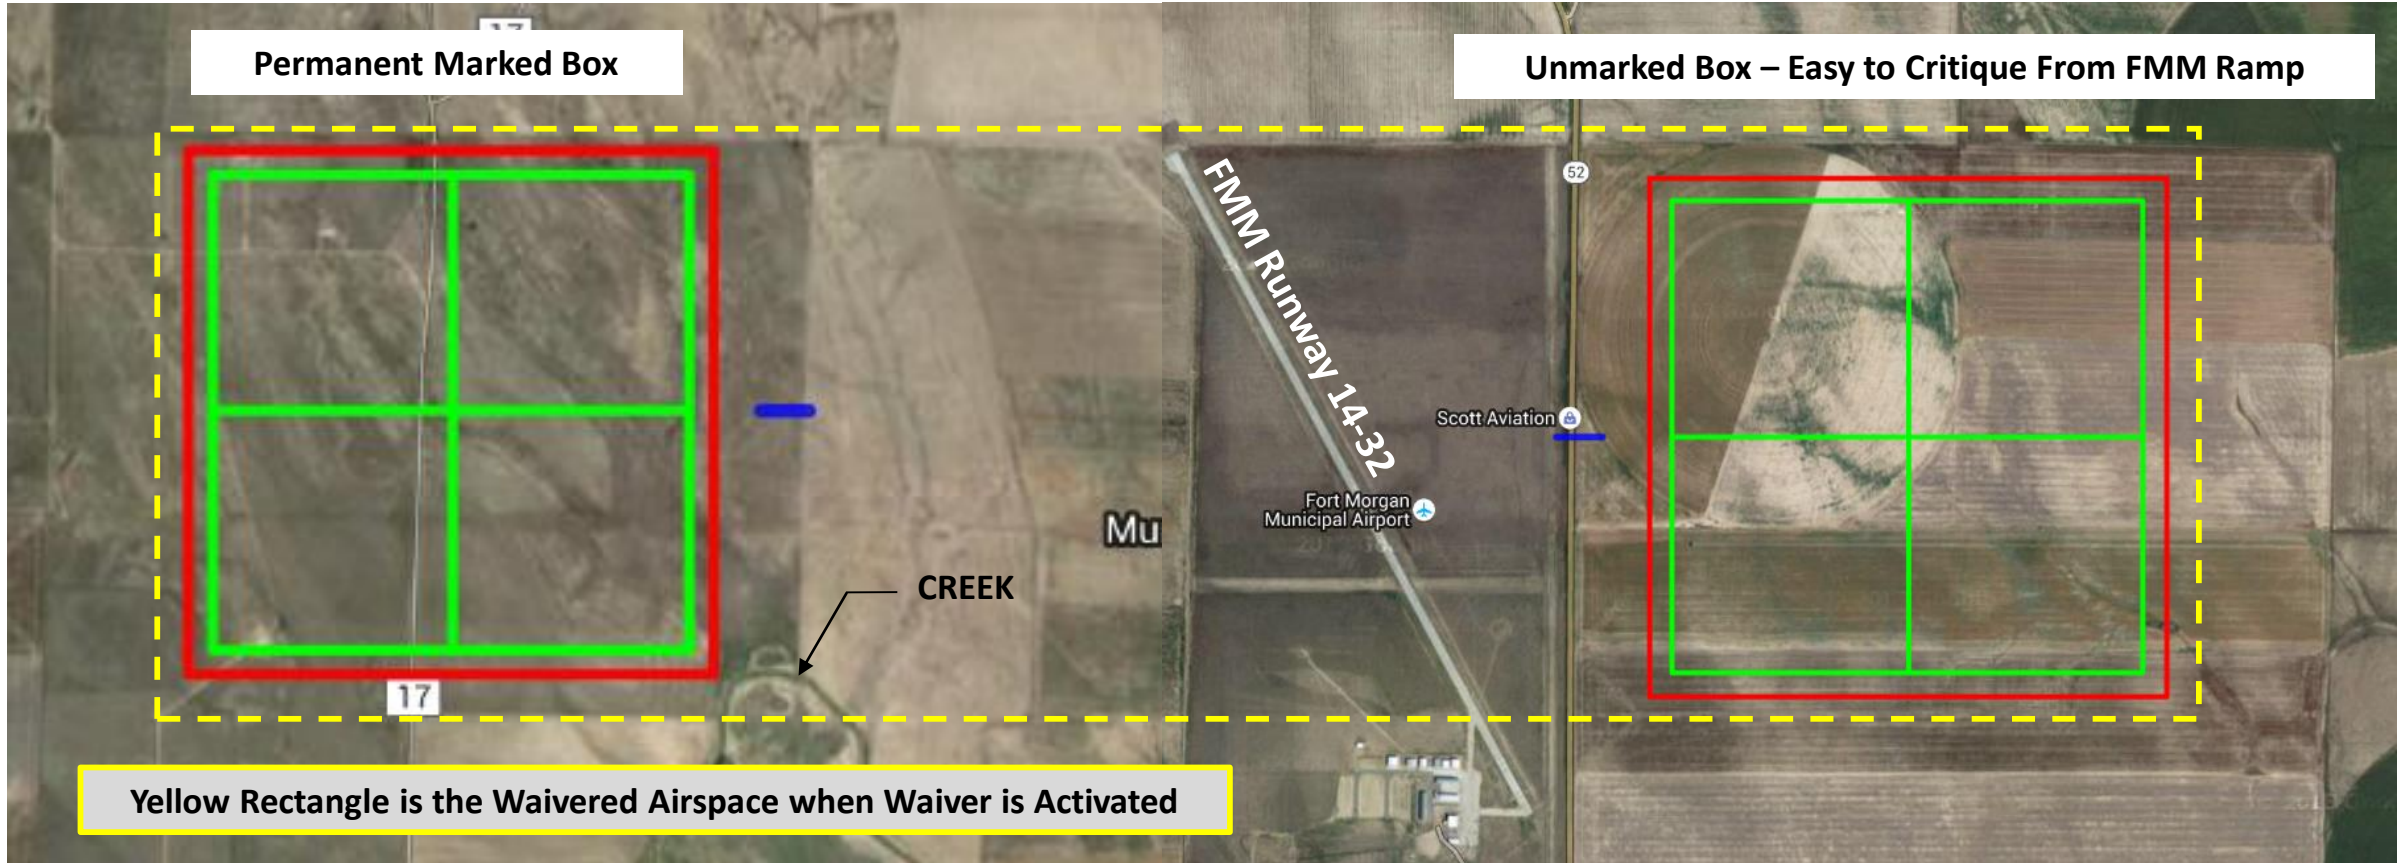 17
Permanent Marked Box
Unmarked Box – Easy to Critique From FMM Ramp
52
FMM Runway 14-32
Scott Aviation
Fort Morgan
Municipal Airport
Mu
CREEK
17
Yellow Rectangle is the Waivered Airspace when Waiver is Activated